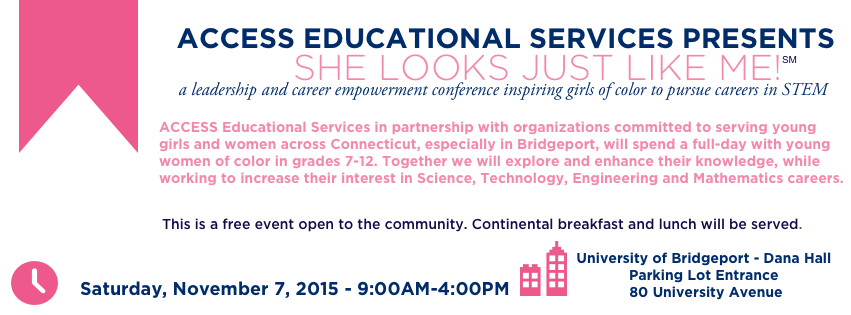 ACCESS EDUCATIONAL SERVICES PRESENTS
SHE LOOKS JUST LIKE ME!℠
a leadership and career empowerment conference inspiring girls of color to pursue careers in STEM
ACCESS Educational Services in partnership with organizations committed to serving young
girls and women across Connecticut, especially in Bridgeport, will spend a full-day with young
women of color in grades 7-12. Together we will explore and enhance their knowledge, while
working to increase their interest in Science, Technology, Engineering and Mathematics careers.
This is a free event open to the community. Continental breakfast and lunch will be served.
Saturday, November 7, 2015 - 9:00AM-4:00PM
University of Bridgeport - Dana Hall
Parking Lot Entrance
80 University Avenue